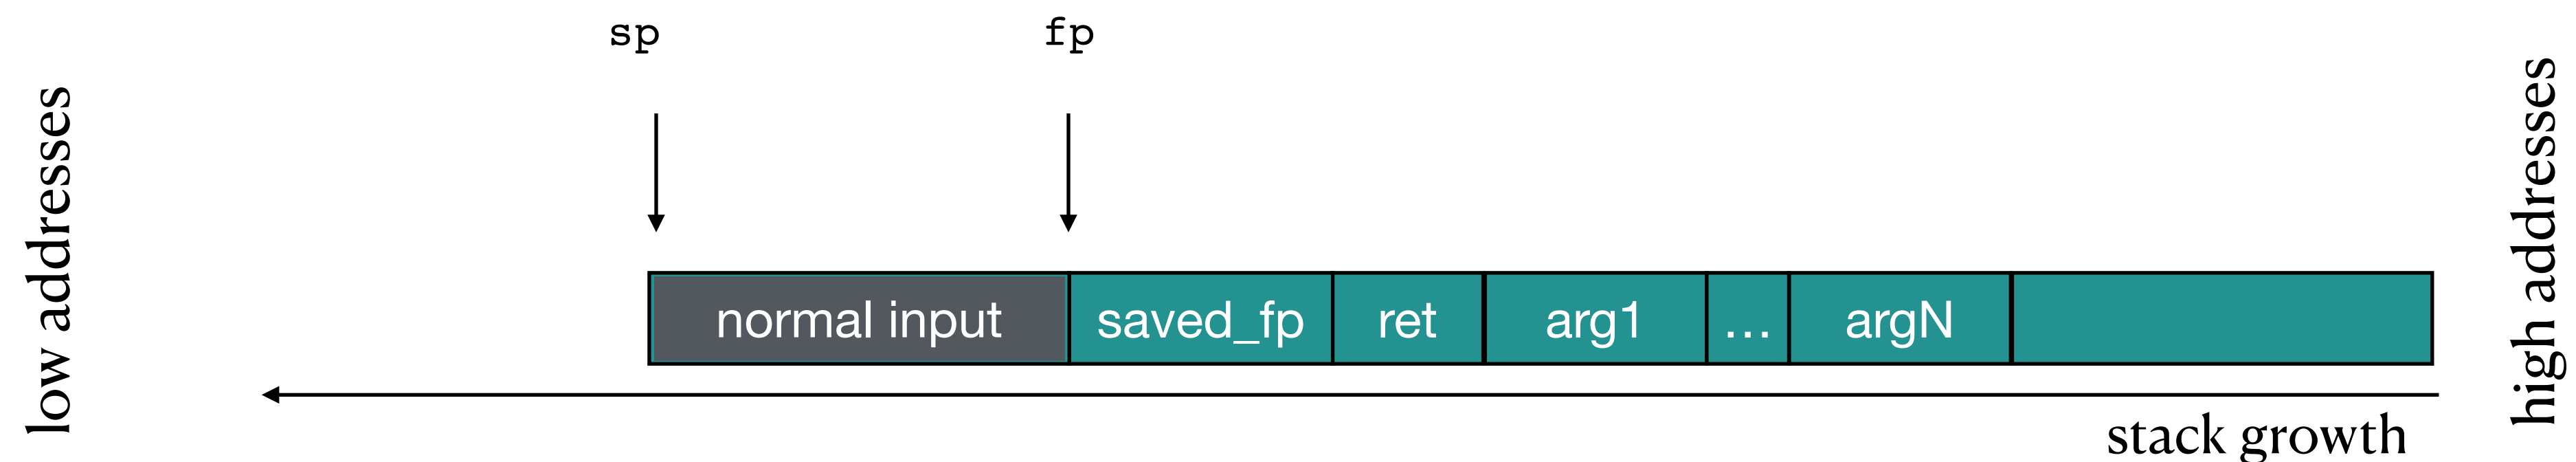 sp fp
low addresses
normal input saved_fp ret arg1 ... argN
high addresses
stack growth